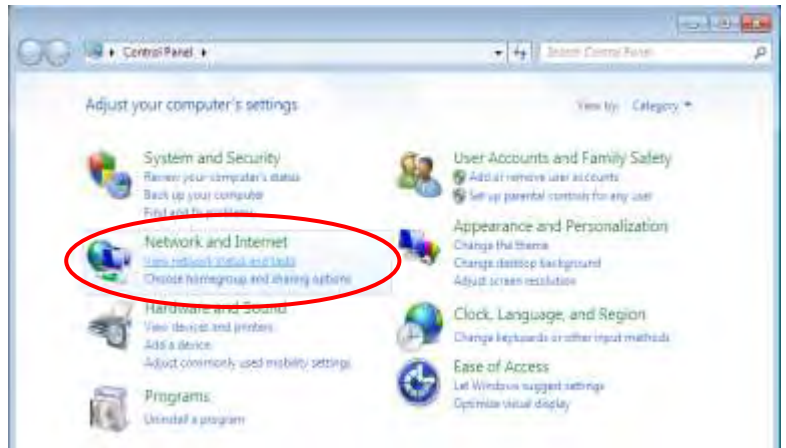 Control Panel
Search Control Panel
Adjust your computer's settings
View by: Category
System and Security
Review your computer's status
Back up your computer
Find and fix problems
Network and Internet
View network status and tasks
Choose homegroup and sharing options
Hardware and Sound
View devices and printers
Add a device
Adjust commonly used mobility settings
Programs
Uninstall a program
User Accounts and Family Safety
Add or remove user accounts
Set up parental controls for any user
Appearance and Personalization
Change the theme
Change desktop background
Adjust screen resolution
Clock, Language, and Region
Change keyboards or other input methods
Ease of Access
Let Windows suggest settings
Optimize visual display